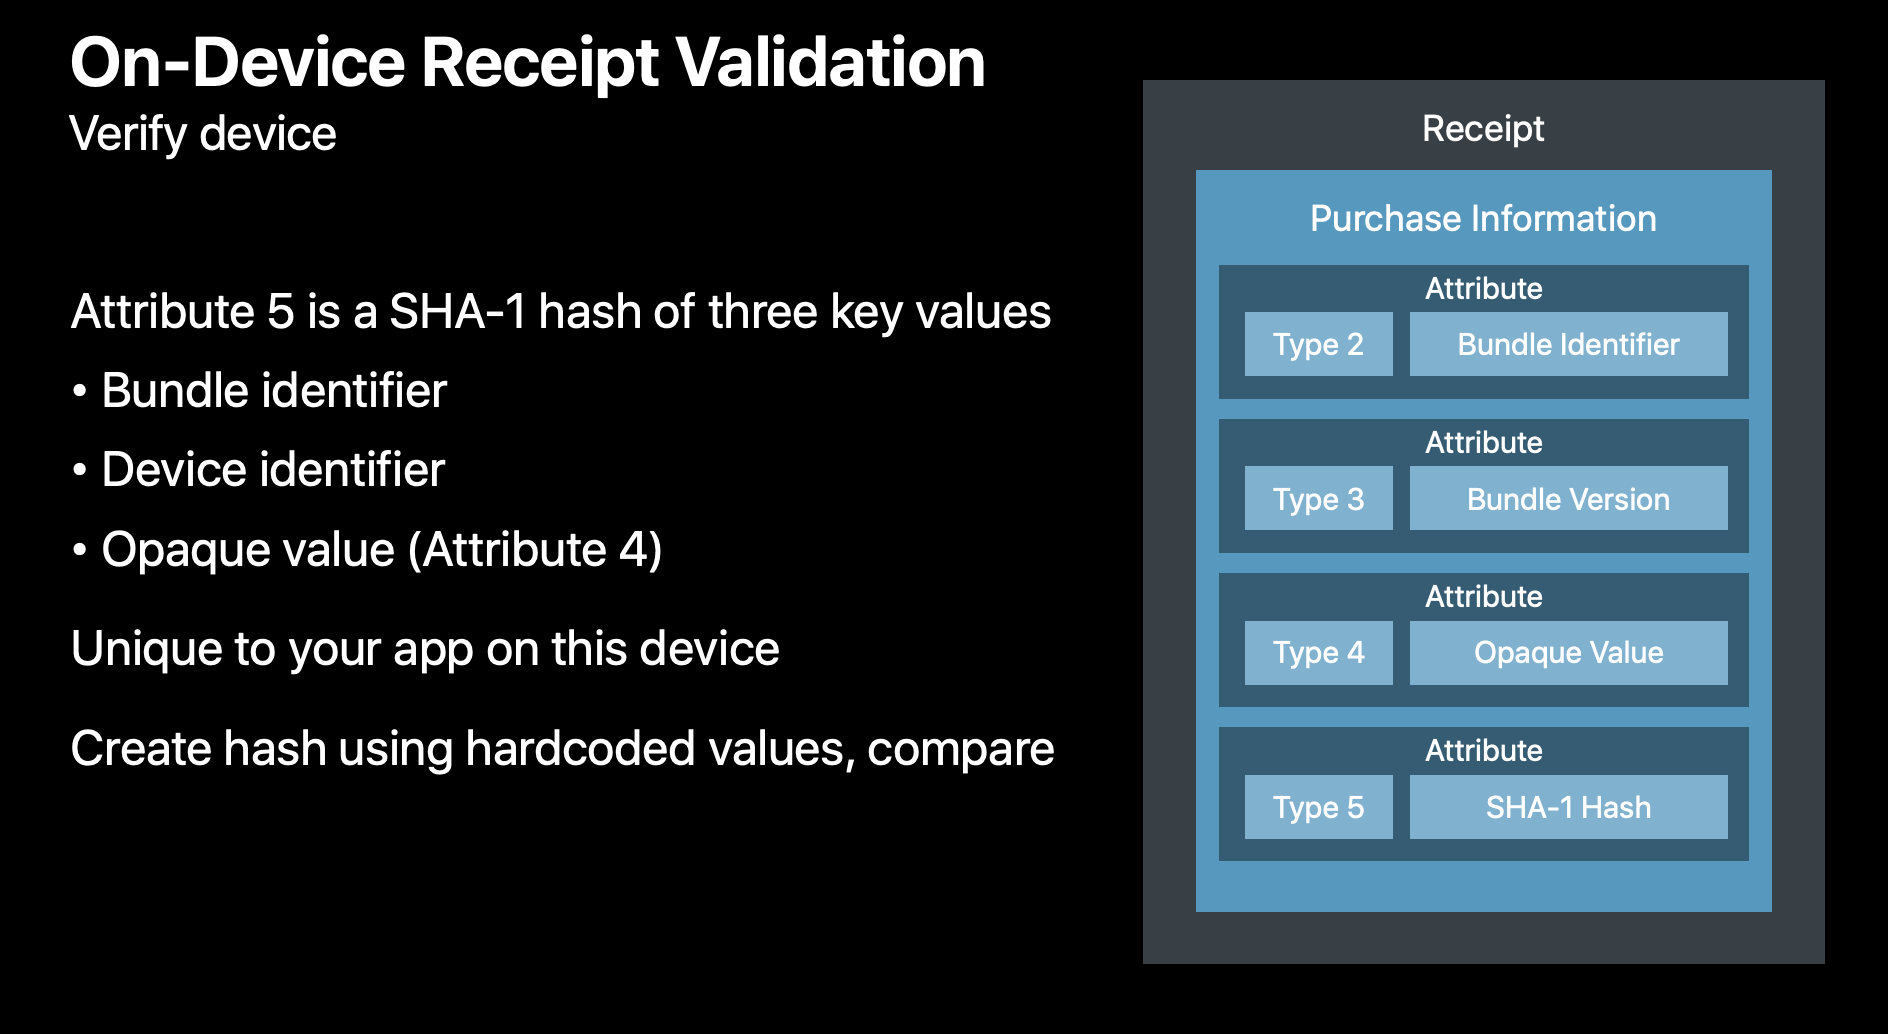 On-Device Receipt Validation
Verify device
Attribute 5 is a SHA-1 hash of three key values
• Bundle identifier
• Device identifier
• Opaque value (Attribute 4)
Unique to your app on this device
Create hash using hardcoded values, compare
Receipt
Purchase Information
Attribute
Type 2 Bundle Identifier
Attribute
Type 3 Bundle Version
Attribute
Type 4 Opaque Value
Attribute
Type 5 SHA-1 Hash